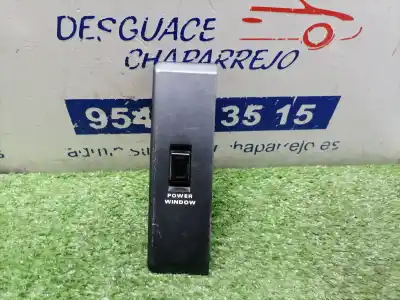 DESGUACE
CHAPARREJO
954 35 15
POWER
WINDOW